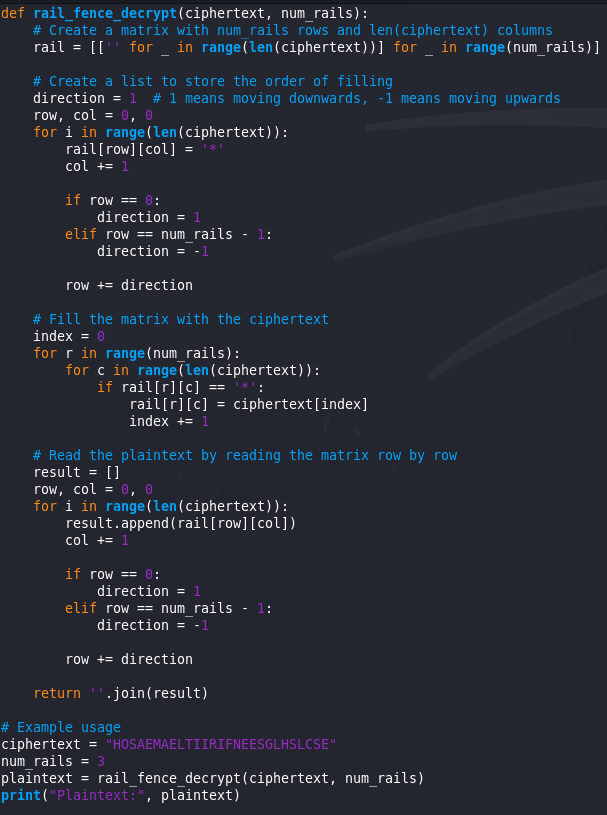 def rail_fence_decrypt(ciphertext, num_rails):
    # Create a matrix with num_rails rows and len(ciphertext) columns
    rail = [['' for _ in range(len(ciphertext))] for _ in range(num_rails)]

    # Create a list to store the order of filling
    direction = 1  # 1 means moving downwards, -1 means moving upwards
    row, col = 0, 0
    for i in range(len(ciphertext)):
        rail[row][col] = '*'
        col += 1

        if row == 0:
            direction = 1
        elif row == num_rails - 1:
            direction = -1

        row += direction

    # Fill the matrix with the ciphertext
    index = 0
    for r in range(num_rails):
        for c in range(len(ciphertext)):
            if rail[r][c] == '*':
                rail[r][c] = ciphertext[index]
                index += 1

    # Read the plaintext by reading the matrix row by row
    result = []
    row, col = 0, 0
    for i in range(len(ciphertext)):
        result.append(rail[row][col])
        col += 1

        if row == 0:
            direction = 1
        elif row == num_rails - 1:
            direction = -1

        row += direction

    return ''.join(result)

# Example usage
ciphertext = "HOSAEMAELTIIRIFNEESGLHSLCSE"
num_rails = 3
plaintext = rail_fence_decrypt(ciphertext, num_rails)
print("Plaintext:", plaintext)